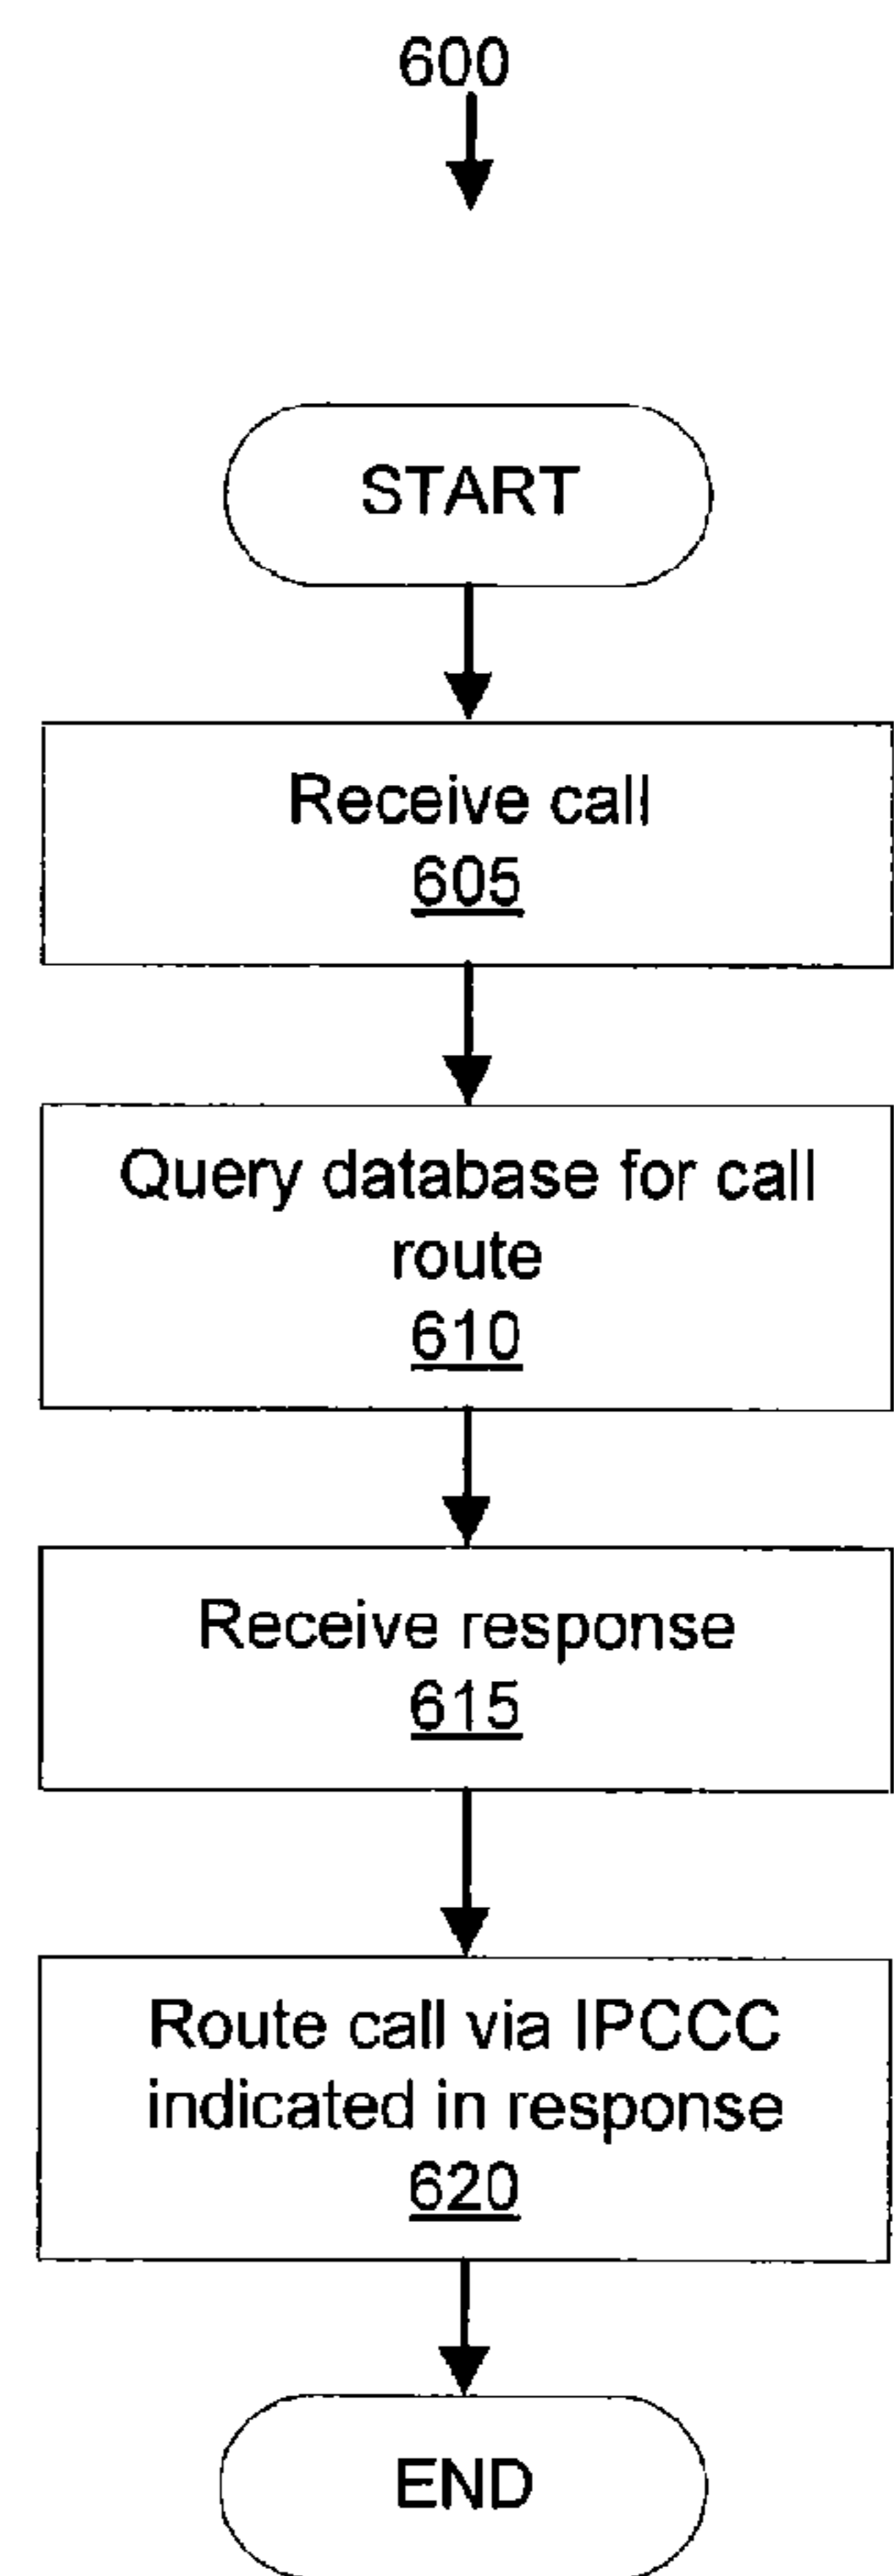 600
START
Receive call
605
Query database for call
route
610
Receive response
615
Route call via IPCCC
indicated in response
620
END